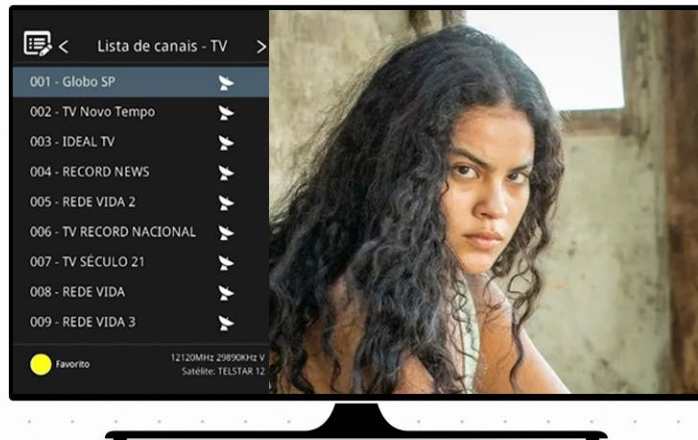 Lista de canais - TV
001 - Globo SP
002 - TV Novo Tempo
003 - IDEAL TV
004 - RECORD NEWS
005 - REDE VIDA 2
006 - TV RECORD NACIONAL
007 - TV SÉCULO 21
008 - REDE VIDA
009 - REDE VIDA 3
Favorito
12120MHz 29890KHz V
Satélite: TELSTAR 12